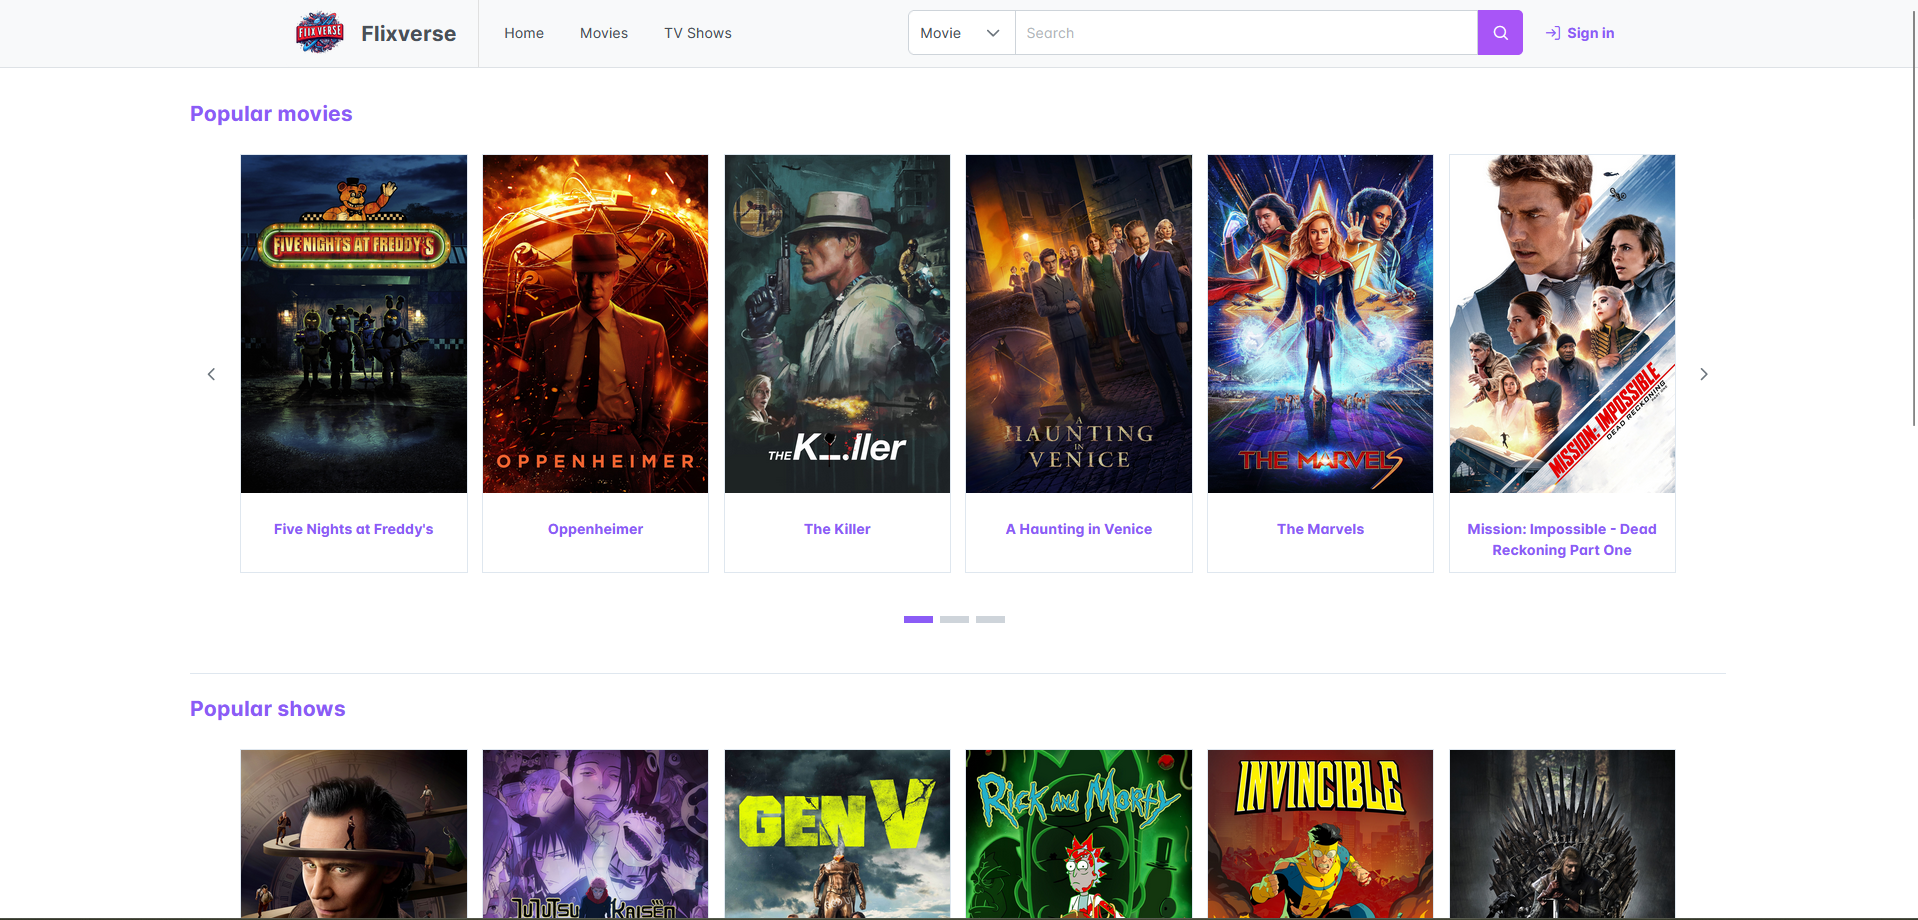 FLIXVERSE
Flixverse
Home
Movies
TV Shows
Movie
Search
Sign in
Popular movies
FIVE NIGHTS AT FREDDY'S
OPPENHEIMER
THE K_ _.ller
A
HAUNTING
IN
VENICE
THE MARVELS
MISSION: IMPOSSIBLE
DEAD RECKONING
Five Nights at Freddy's
Oppenheimer
The Killer
A Haunting in Venice
The Marvels
Mission: Impossible - Dead
Reckoning Part One
Popular shows
GEN V
Rick and Morty
INVINCIBLE
JUJUTSU KAISEN